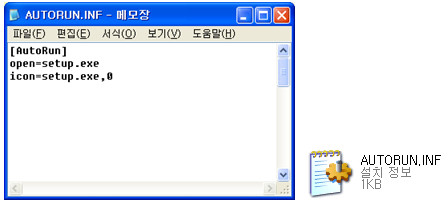 AUTORUN.INF - 메모장
파일(F) 편집(E) 서식(O) 보기(V) 도움말(H)
[AutoRun]
open=setup.exe
icon=setup.exe,0
AUTORUN.INF
설치 정보
1KB